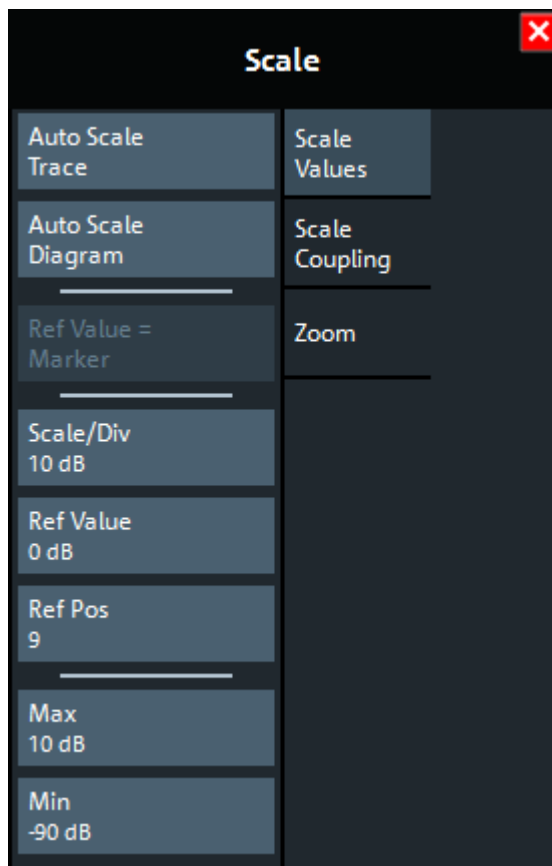 Scale
Auto Scale
Trace
Auto Scale
Diagram
Ref Value =
Marker
Scale/Div
10 dB
Ref Value
0 dB
Ref Pos
9
Max
10 dB
Min
-90 dB
Scale
Values
Scale
Coupling
Zoom